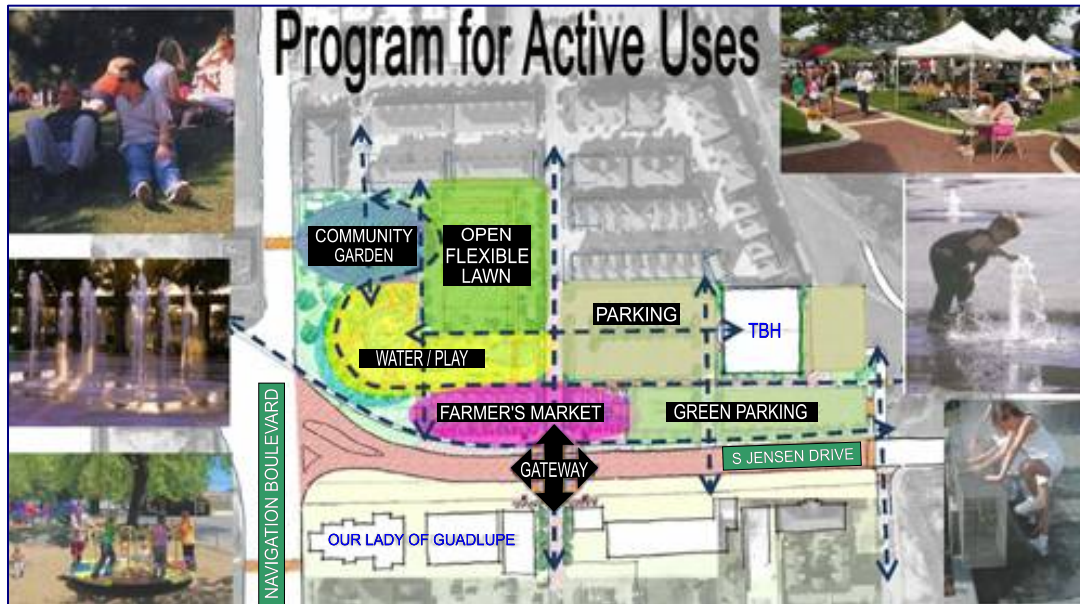 Program for Active Uses
COMMUNITY
GARDEN
OPEN
FLEXIBLE
LAWN
PARKING
TBH
WATER / PLAY
FARMER'S MARKET
GREEN PARKING
S JENSEN DRIVE
GATEWAY
NAVIGATION BOULEVARD
OUR LADY OF GUADLUPE